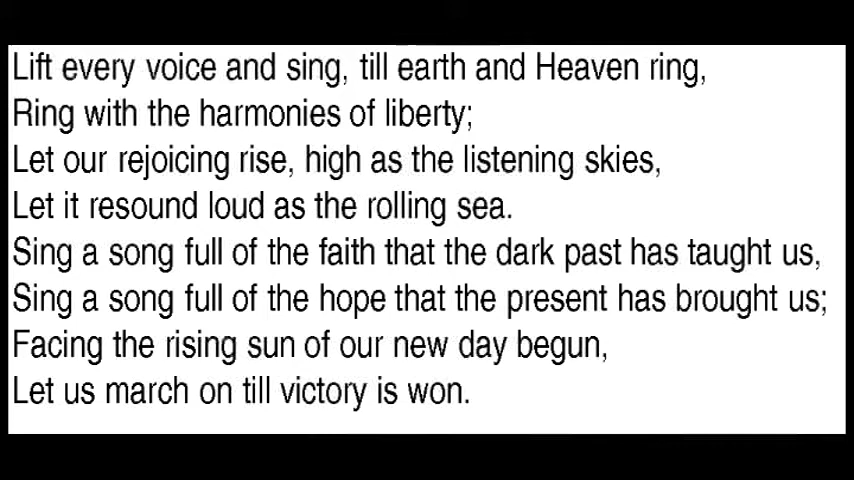 Lift every voice and sing, till earth and Heaven ring,
Ring with the harmonies of liberty;
Let our rejoicing rise, high as the listening skies,
Let it resound loud as the rolling sea.
Sing a song full of the faith that the dark past has taught us,
Sing a song full of the hope that the present has brought us;
Facing the rising sun of our new day begun,
Let us march on till victory is won.